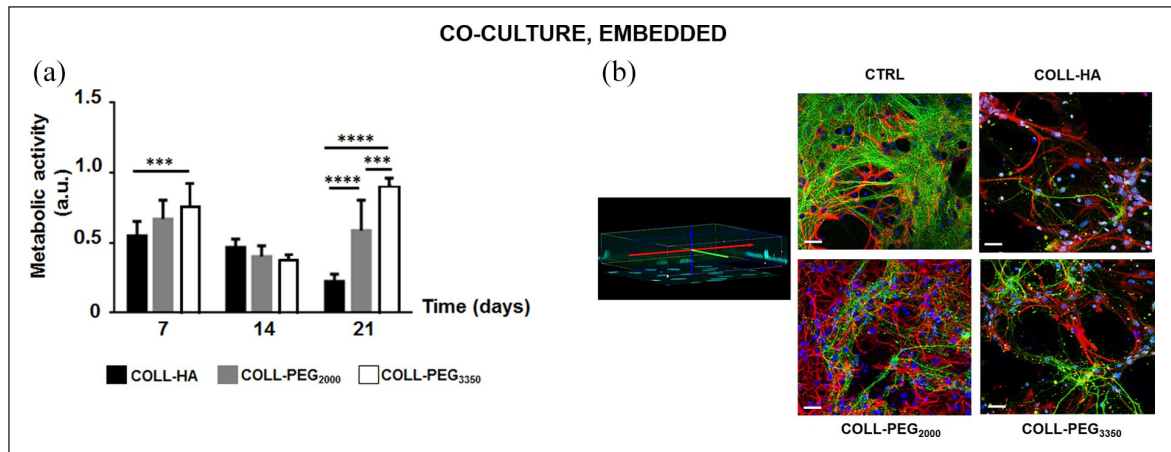 CO-CULTURE, EMBEDDED
(a)
Metabolic activity
(a.u.)
1.5
1.0
0.5
0
***
****
****
***
7
14
21
Time (days)
COLL-HA
COLL-PEG2000
COLL-PEG3350
(b)
CTRL
COLL-HA
COLL-PEG2000
COLL-PEG3350